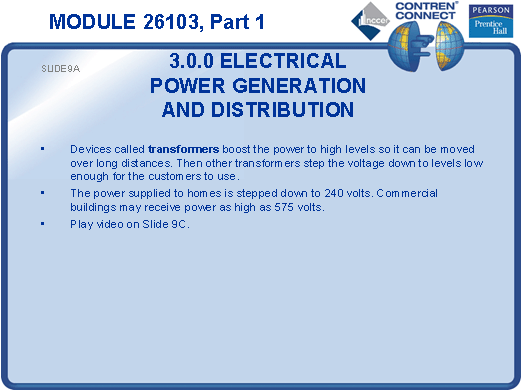 MODULE 26103, Part 1
nccer
CONTREN®
CONNECT
PEARSON
Prentice
Hall
SLIDE 9A
3.0.0 ELECTRICAL
POWER GENERATION
AND DISTRIBUTION
• Devices called transformers boost the power to high levels so it can be moved
over long distances. Then other transformers step the voltage down to levels low
enough for the customers to use.
• The power supplied to homes is stepped down to 240 volts. Commercial
buildings may receive power as high as 575 volts.
• Play video on Slide 9C.